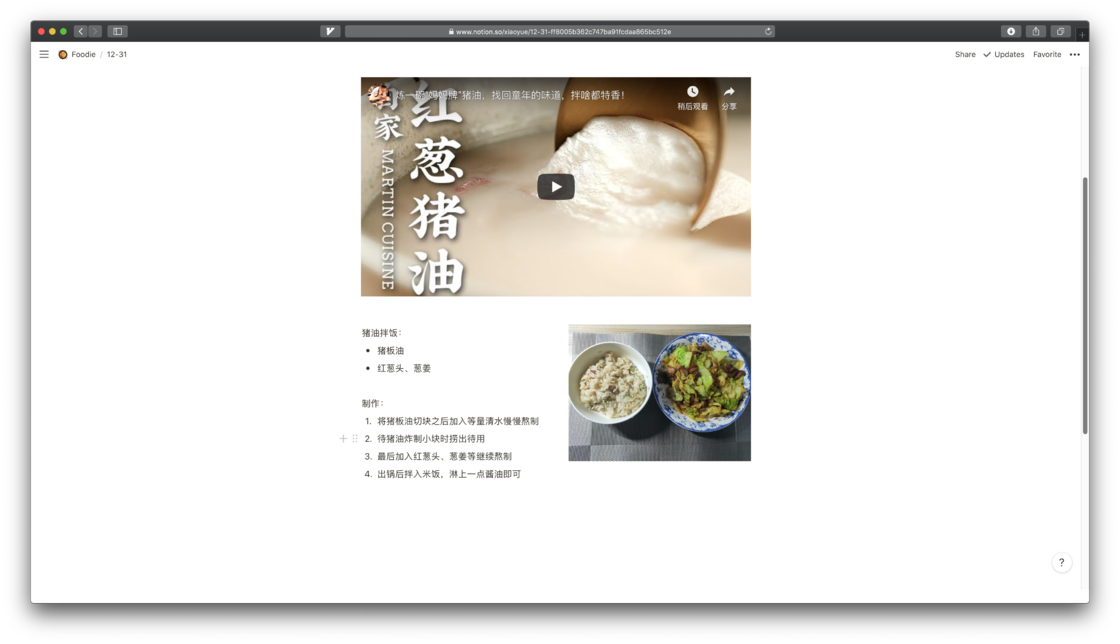 www.notion.so/xiaoyue/12-31-ff8005b362c747ba91fcdaa865bc512e
Foodie / 12-31
Share
Updates
Favorite
炼一罐"妈妈牌"猪油，找回童年的味道，拌啥都特香！
稍后观看
分享
家
MARTIN CUISINE
红葱猪油
猪油拌饭：
• 猪板油
• 红葱头、葱姜
制作：
1. 将猪板油切块之后加入等量清水慢慢熬制
2. 待猪油炸制小块时捞出待用
3. 最后加入红葱头、葱姜等继续熬制
4. 出锅后拌入米饭，淋上一点酱油即可
?